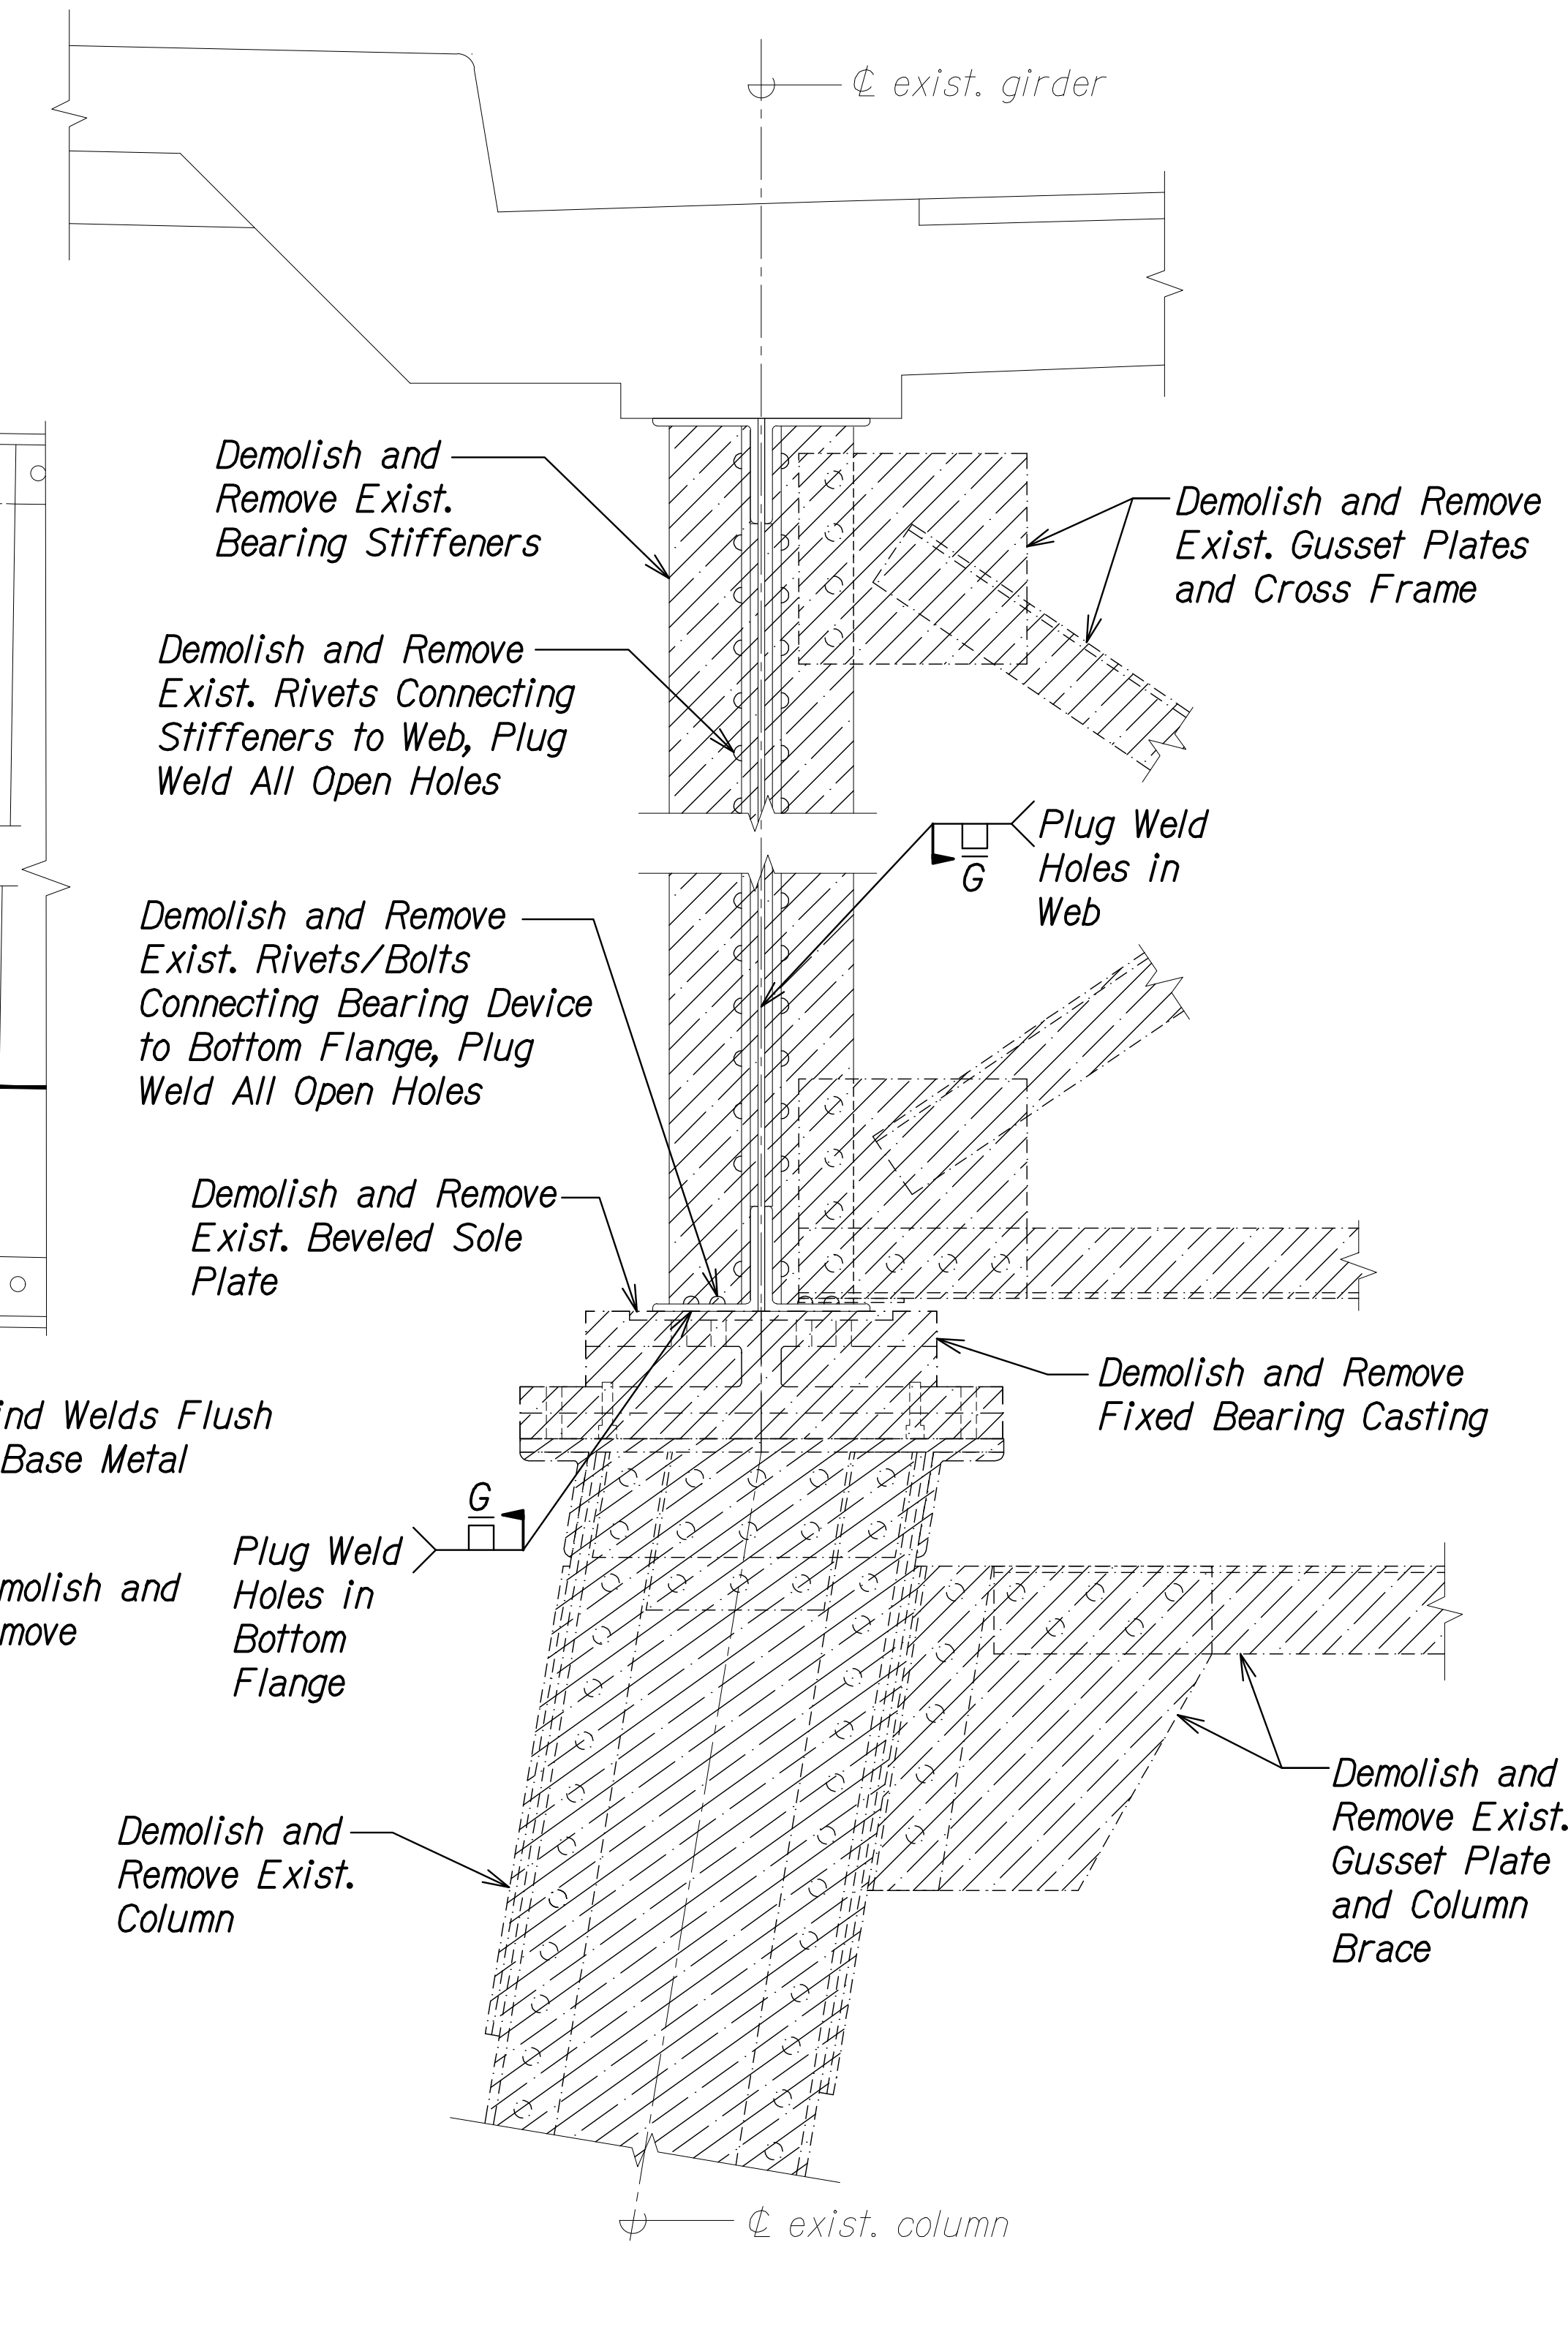 ℄ exist. girder
Demolish and
Remove Exist.
Bearing Stiffeners
Demolish and Remove
Exist. Gusset Plates
and Cross Frame
Demolish and Remove
Exist. Rivets Connecting
Stiffeners to Web, Plug
Weld All Open Holes
G
Plug Weld
Holes in
Web
Demolish and Remove
Exist. Rivets/Bolts
Connecting Bearing Device
to Bottom Flange, Plug
Weld All Open Holes
Demolish and Remove
Exist. Beveled Sole
Plate
Demolish and Remove
Fixed Bearing Casting
ind Welds Flush
Base Metal
G
Plug Weld
Holes in
Bottom
Flange
molish and
move
Demolish and
Remove Exist.
Gusset Plate
and Column
Brace
Demolish and
Remove Exist.
Column
℄ exist. column